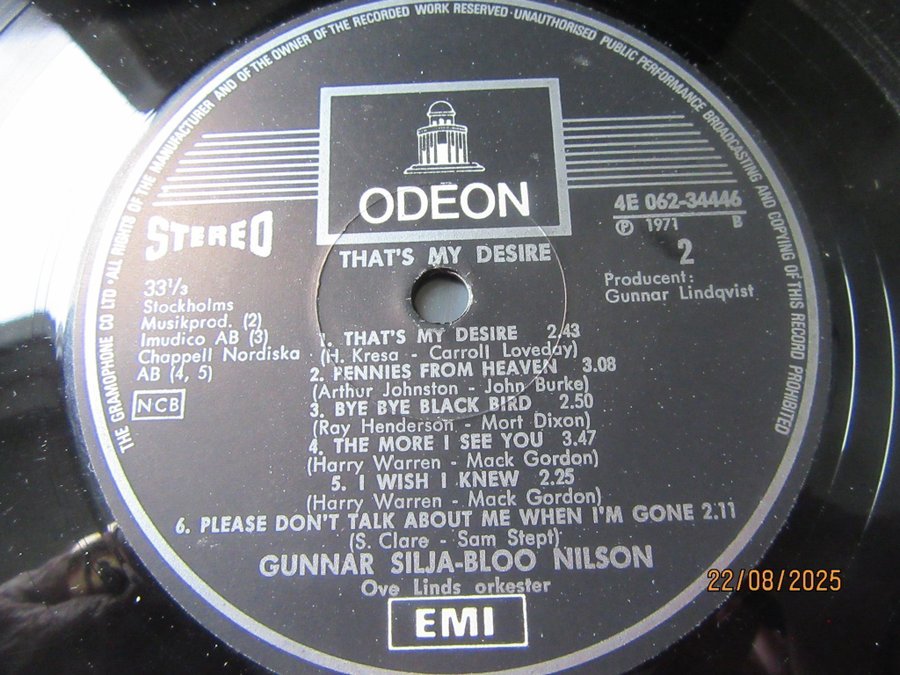 THE GRAMOPHONE CO LTD · ALL RIGHTS OF THE MANUFACTURER AND OF THE OWNER OF THE RECORDED WORK RESERVED · UNAUTHORISED PUBLIC PERFORMANCE BROADCASTING AND COPYING OF THIS RECORD PROHIBITED
ODEON
STEREO
4E 062-34446
Ⓟ 1971 B
2
THAT'S MY DESIRE
Producent:
Gunnar Lindqvist
33 1/3
Stockholms
Musikprod. (2)
Imudico AB (3)
Chappell Nordiska
AB (4, 5)
NCB
1. THAT'S MY DESIRE 2.43
(H. Kresa - Carroll Loveday)
2. PENNIES FROM HEAVEN 3.08
(Arthur Johnston - John Burke)
3. BYE BYE BLACK BIRD 2.50
(Ray Henderson - Mort Dixon)
4. THE MORE I SEE YOU 3.47
(Harry Warren - Mack Gordon)
5. I WISH I KNEW 2.25
(Harry Warren - Mack Gordon)
6. PLEASE DON'T TALK ABOUT ME WHEN I'M GONE 2.11
(S. Clare - Sam Stept)
GUNNAR SILJA-BLOO NILSON
Ove Linds orkester
EMI
22/08/2025